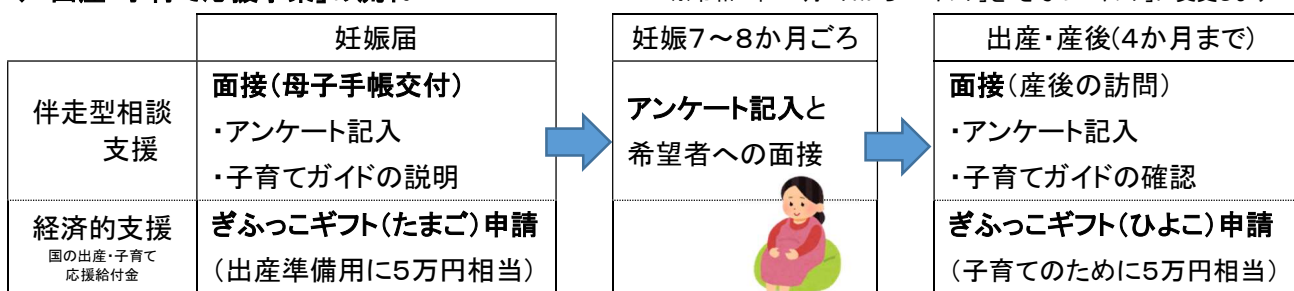 妊娠届
妊娠７～８か月ごろ
出産・産後(４か月まで)
伴走型相談
支援
面接(母子手帳交付)
・アンケート記入
・子育てガイドの説明
アンケート記入と
希望者への面接
面接(産後の訪問)
・アンケート記入
・子育てガイドの確認
経済的支援
国の出産・子育て
応援給付金
ぎふっこギフト(たまご)申請
(出産準備用に５万円相当)
ぎふっこギフト(ひよこ)申請
(子育てのために５万円相当)